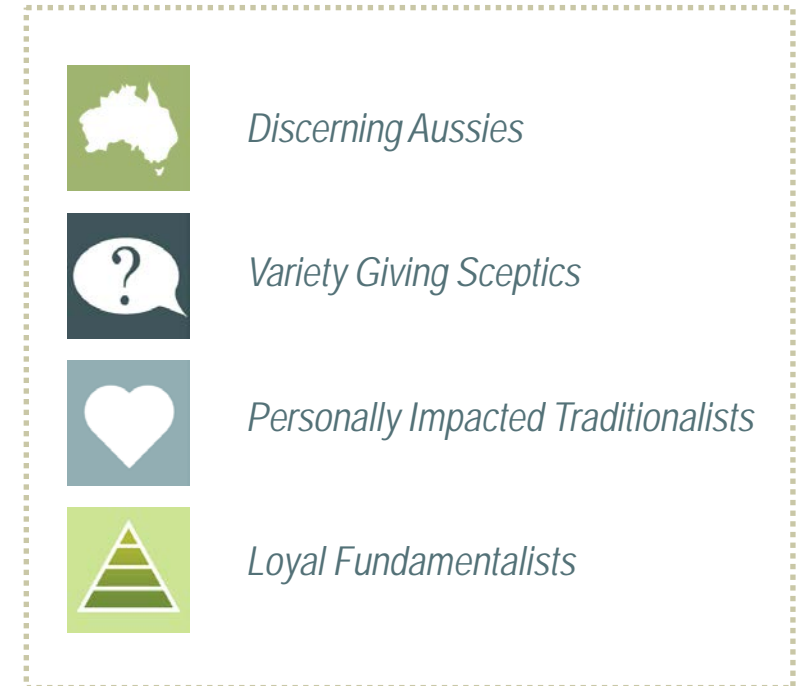 Discerning Aussies
?
Variety Giving Sceptics
Personally Impacted Traditionalists
Loyal Fundamentalists